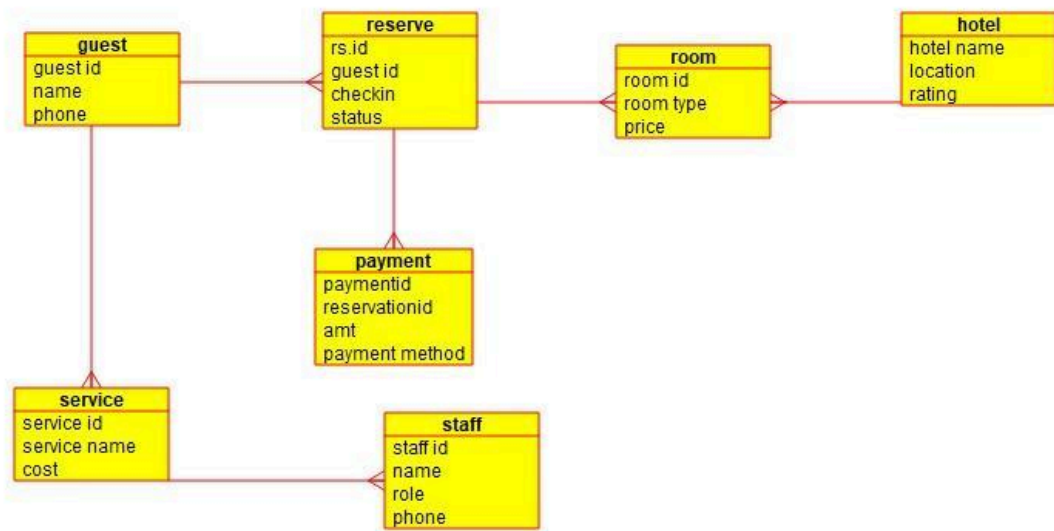 guest
guest id
name
phone
reserve
rs.id
guest id
checkin
status
room
room id
room type
price
hotel
hotel name
location
rating
payment
paymentid
reservationid
amt
payment method
service
service id
service name
cost
staff
staff id
name
role
phone